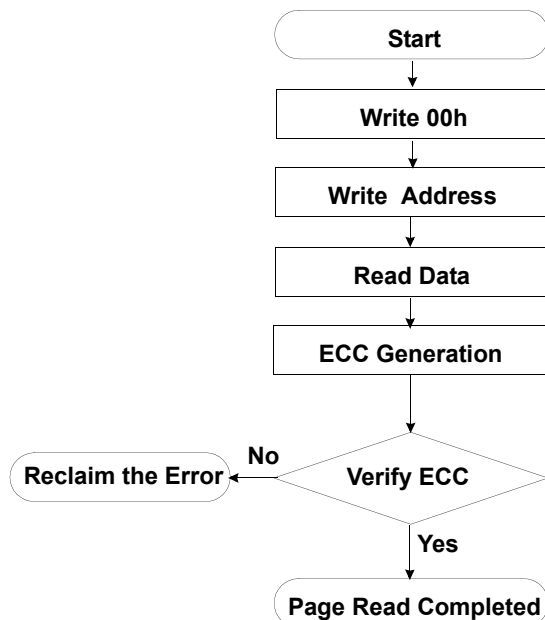 Start
Write 00h
Write Address
Read Data
ECC Generation
No
Reclaim the Error
Verify ECC
Yes
Page Read Completed